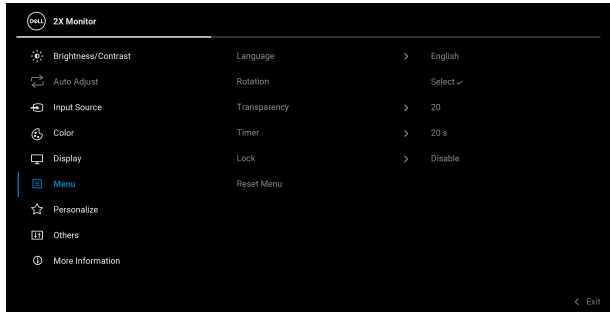 DELL 2X Monitor
Brightness/Contrast Language > English
Auto Adjust Rotation Select ✓
Input Source Transparency > 20
Color Timer > 20 s
Display Lock > Disable
Menu Reset Menu
Personalize
Others
More Information
< Exit